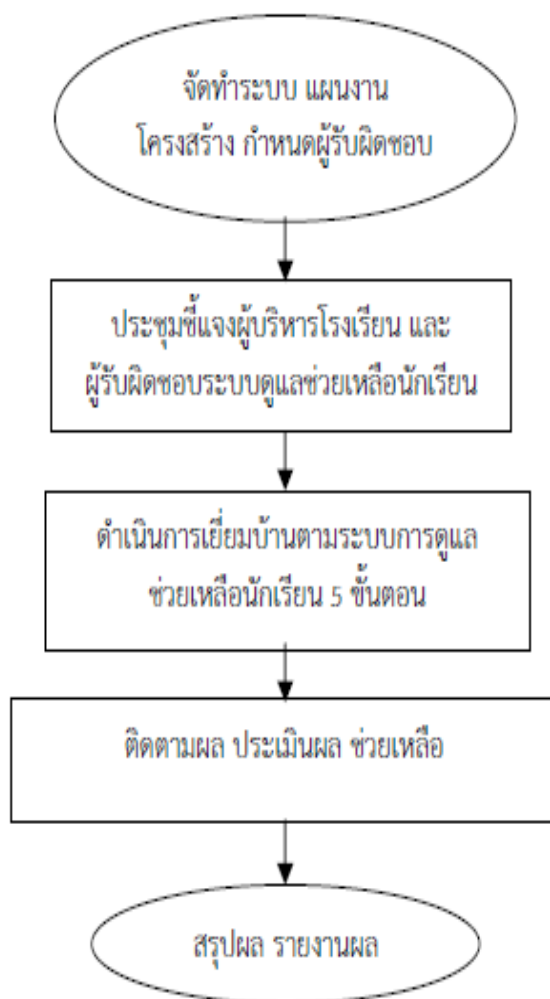 จัดทำระบบ แผนงาน
โครงสร้าง กำหนดผู้รับผิดชอบ
ประชุมชี้แจงผู้บริหารโรงเรียน และ
ผู้รับผิดชอบระบบดูแลช่วยเหลือนักเรียน
ดำเนินการเยี่ยมบ้านตามระบบการดูแล
ช่วยเหลือนักเรียน 5 ขั้นตอน
ติดตามผล ประเมินผล ช่วยเหลือ
สรุปผล รายงานผล